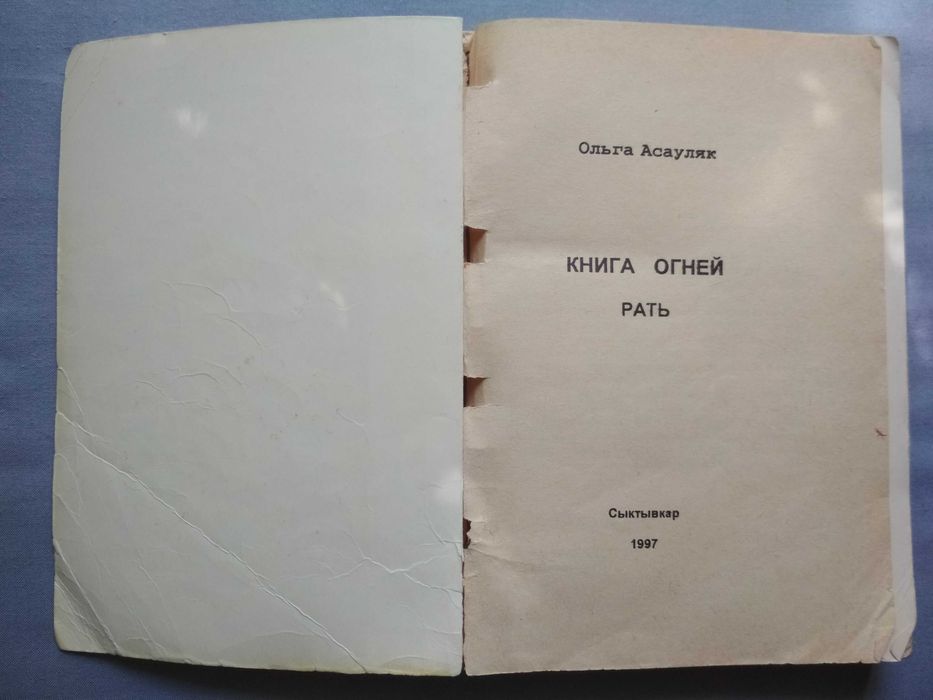 Ольга Асауляк
КНИГА ОГНЕЙ
РАТЬ
Сыктывкар
1997